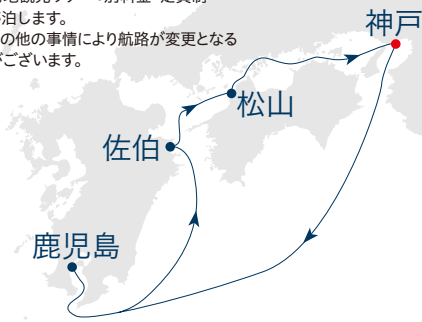 泊します。
の他の事情により航路が変更となる
がございます。
神戸
松山
佐伯
鹿児島